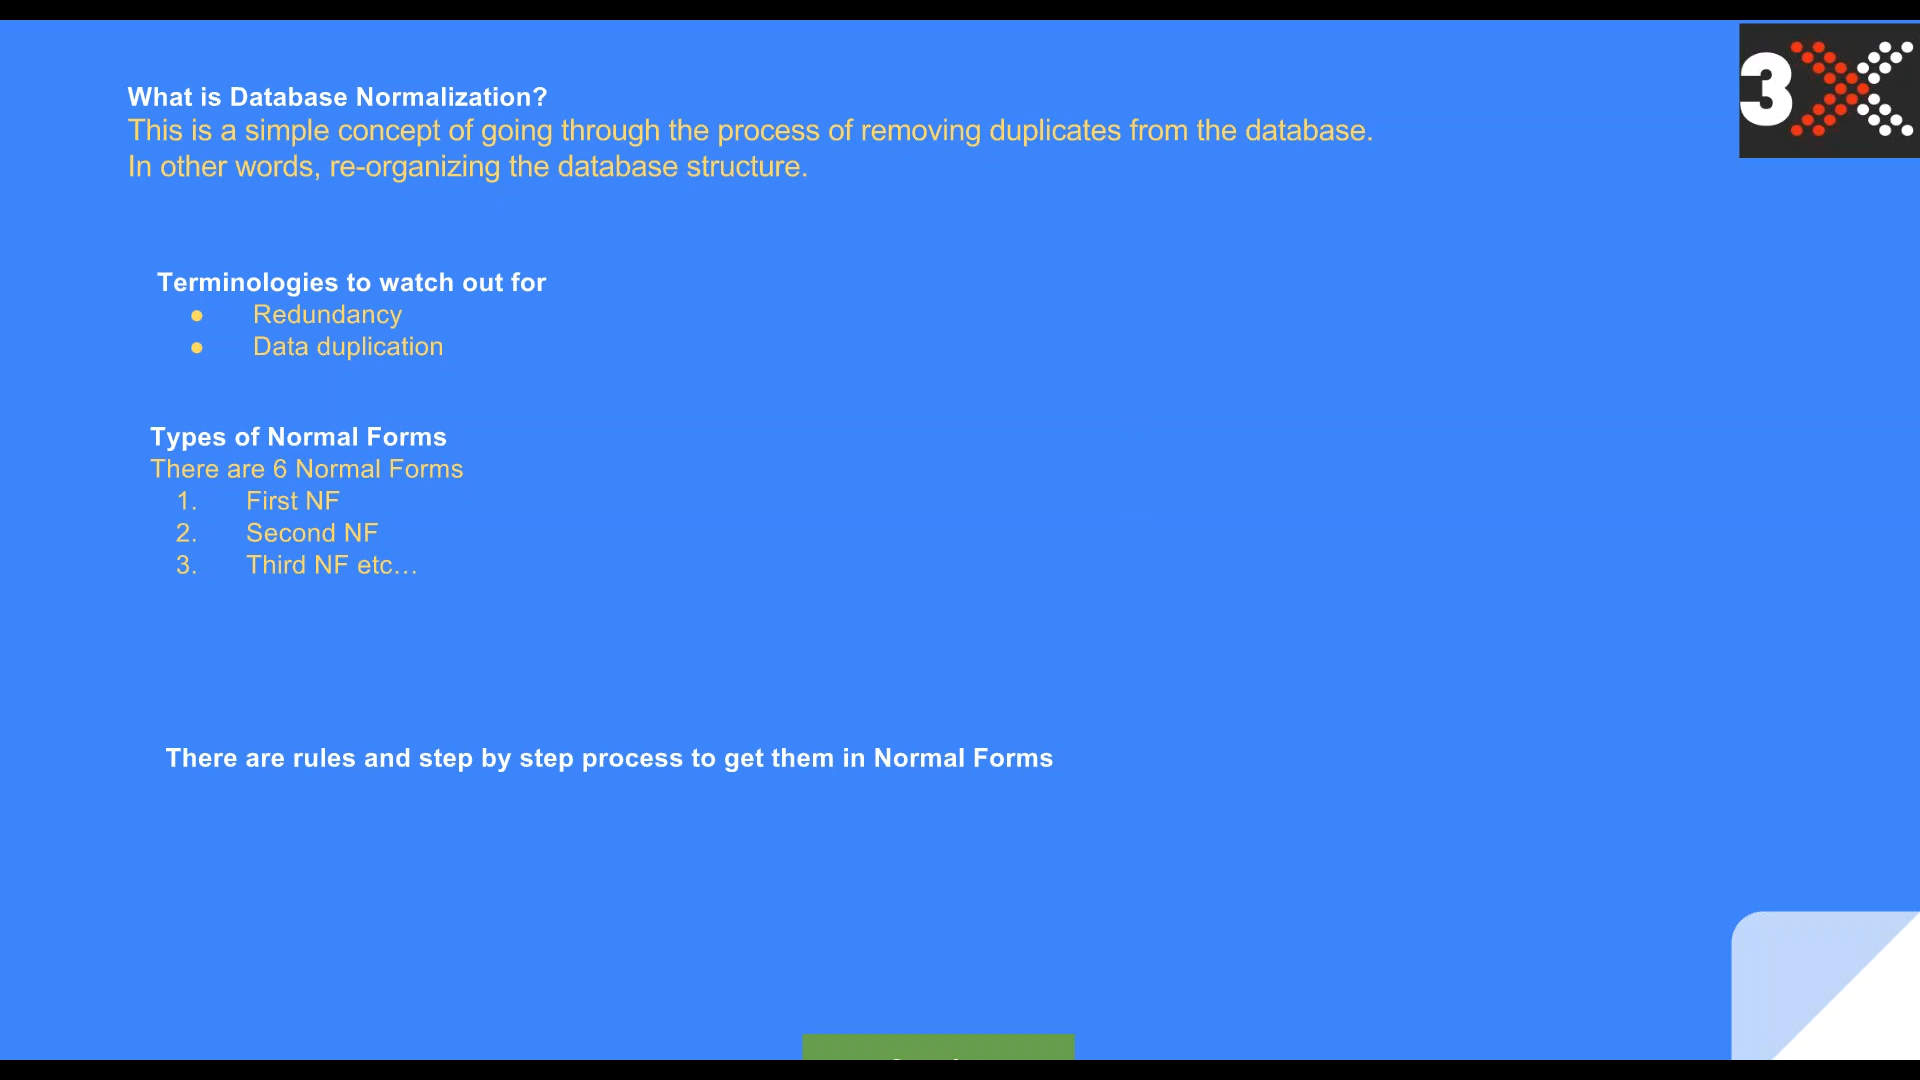 3X
What is Database Normalization?
This is a simple concept of going through the process of removing duplicates from the database.
In other words, re-organizing the database structure.
Terminologies to watch out for
● Redundancy
● Data duplication
Types of Normal Forms
There are 6 Normal Forms
1. First NF
2. Second NF
3. Third NF etc…
There are rules and step by step process to get them in Normal Forms